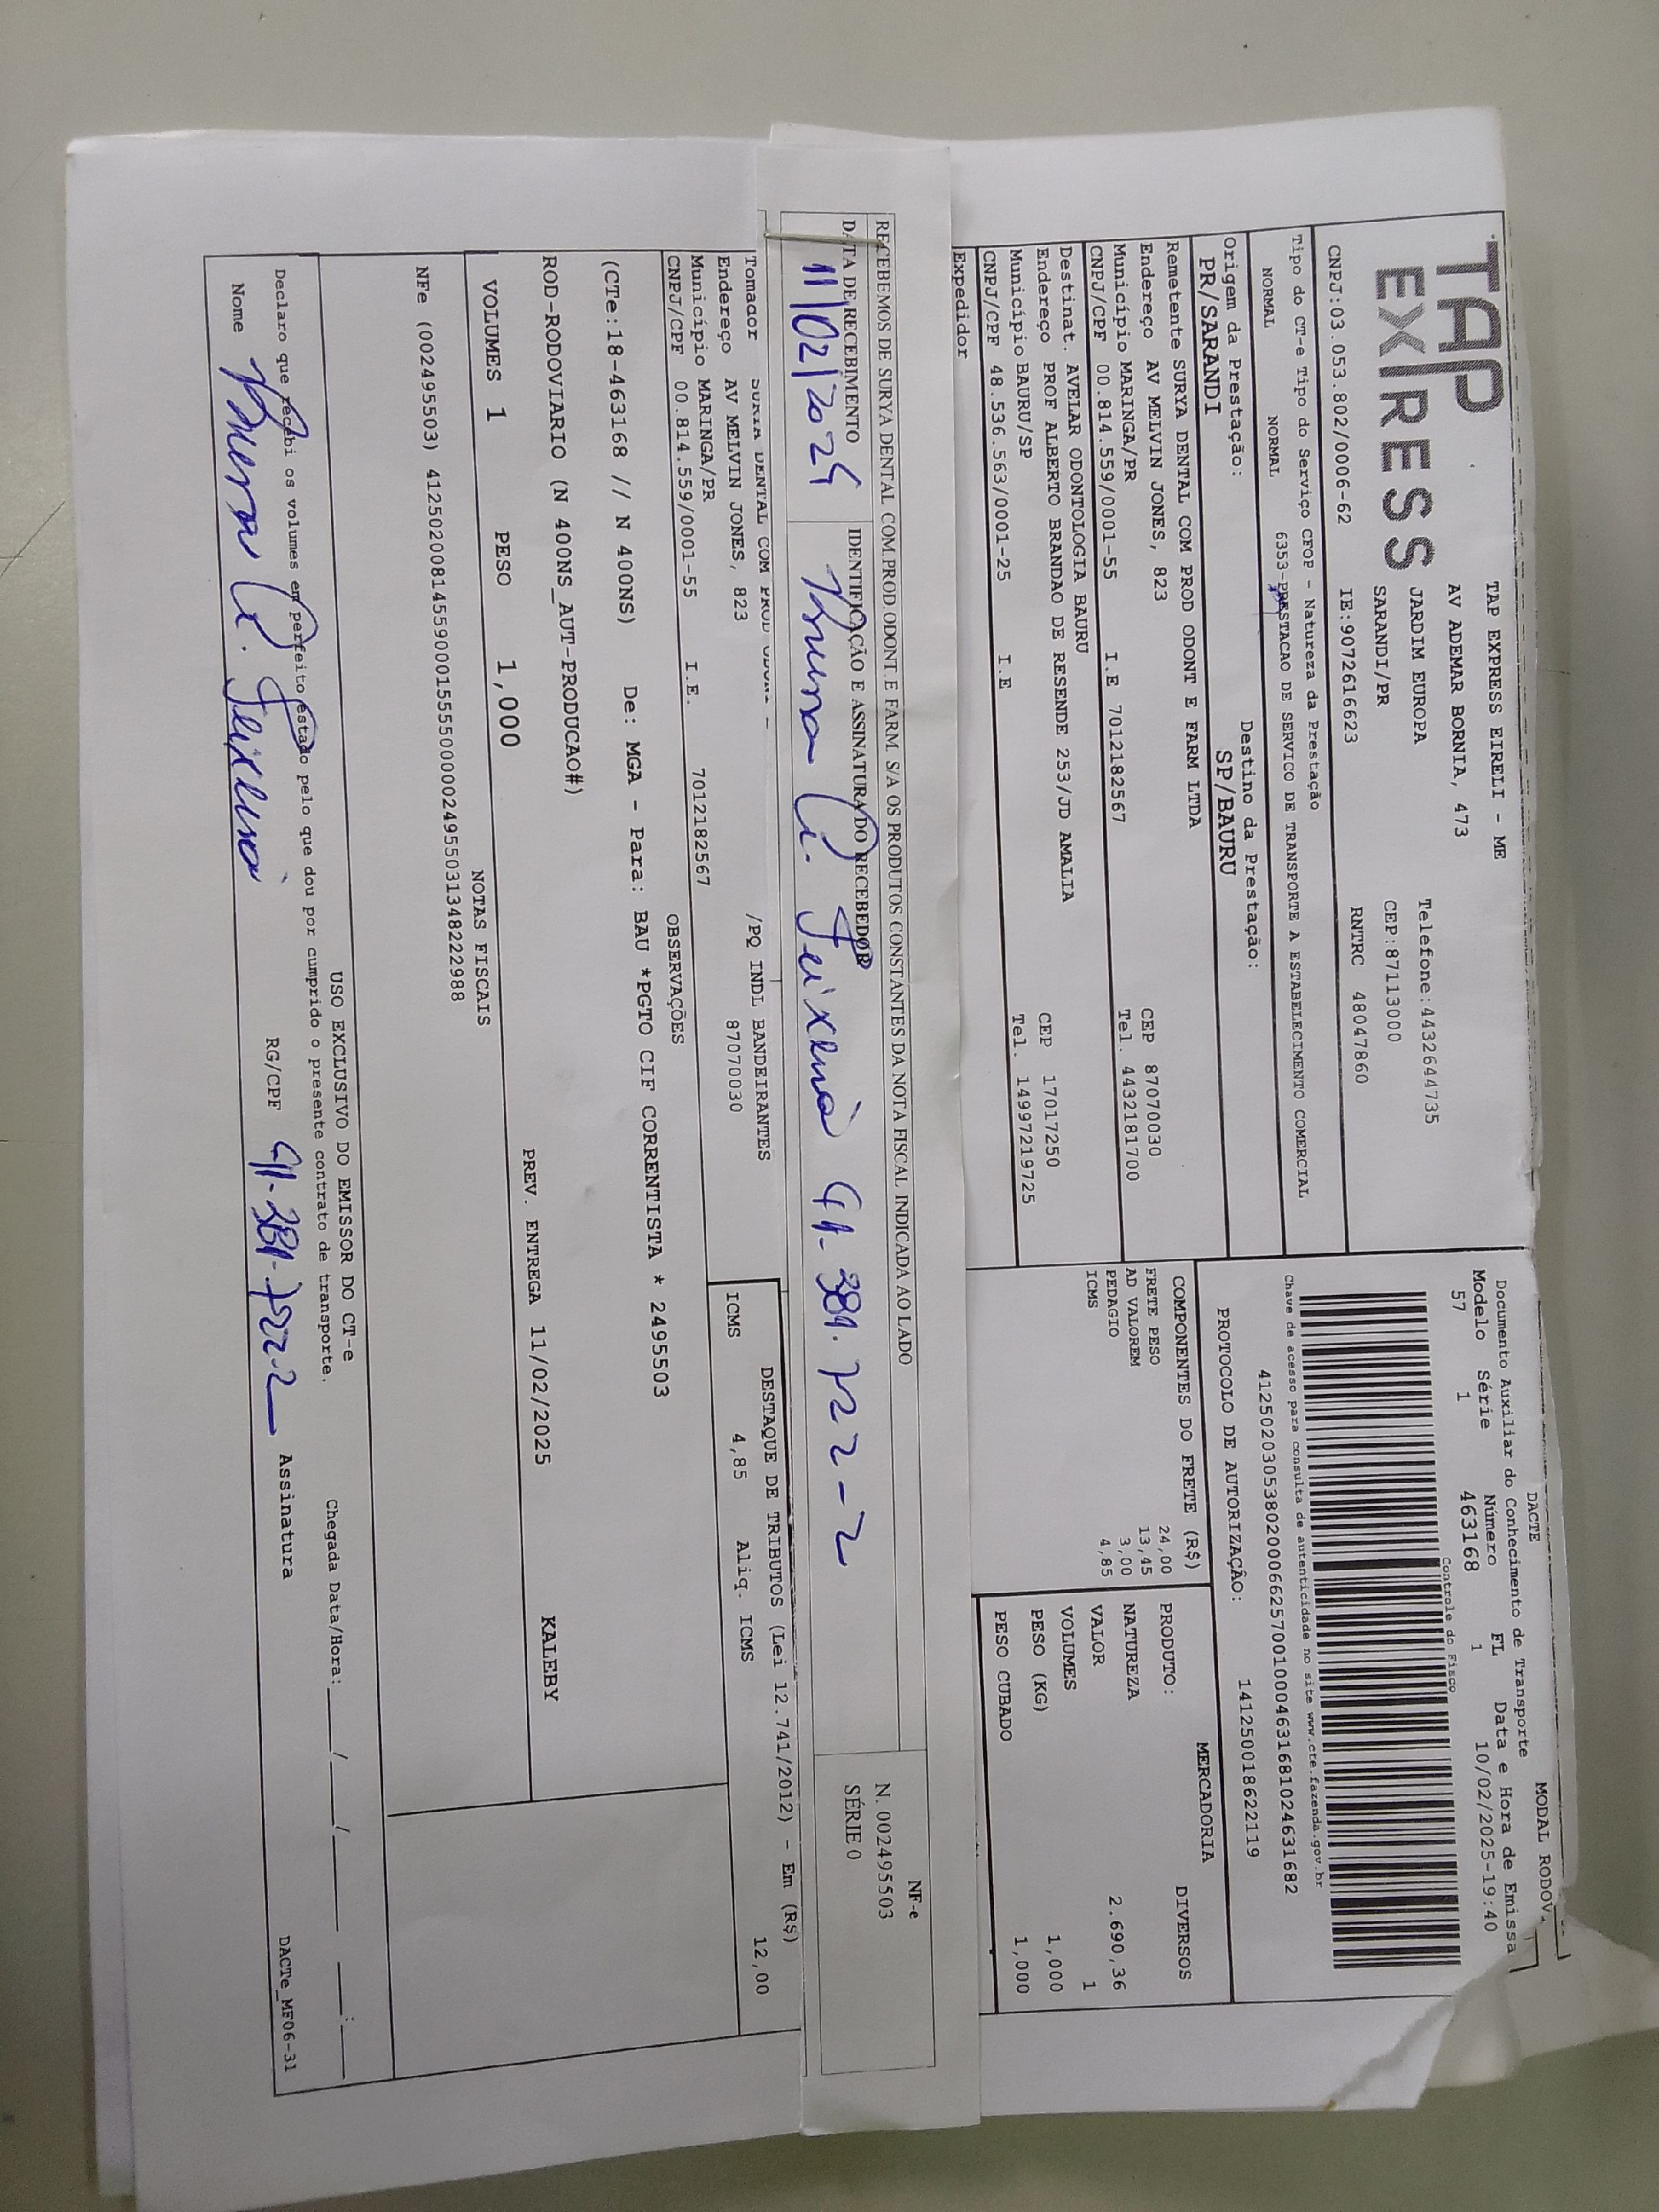 TAP
EXPRESS
TAP EXPRESS EIRELI - ME
AV ADEMAR BORNIA, 473
JARDIM EUROPA Telefone:4432644735
SARANDI/PR CEP:87113000
CNPJ:03.053.802/0006-62 IE:9072616623 RNTRC 48047860
Tipo do CT-e Tipo do Serviço CFOP - Natureza da Prestação
NORMAL NORMAL 6353-PRESTACAO DE SERVICO DE TRANSPORTE A ESTABELECIMENTO COMERCIAL
Origem da Prestação: Destino da Prestação:
PR/SARANDI SP/BAURU
Remetente SURYA DENTAL COM PROD ODONT E FARM LTDA
Endereço AV MELVIN JONES, 823 CEP 87070030
Município MARINGA/PR Tel. 4432181700
CNPJ/CPF 00.814.559/0001-55 I.E 7012182567
Destinat. AVELAR ODONTOLOGIA BAURU
Endereço PROF ALBERTO BRANDAO DE RESENDE 253/JD AMALIA CEP 17017250
Município BAURU/SP Tel. 14997219725
CNPJ/CPF 48.536.563/0001-25 I.E
Expedidor
DACTE MODAL RODOV
Documento Auxiliar do Conhecimento de Transporte
Modelo Série Número FL Data e Hora de Emissa
57 1 463168 1 10/02/2025-19:40
Controle do Fisco
Chave de acesso para consulta de autenticidade no site www.cte.fazenda.gov.br
41250203053802000662570010004631681024631682
PROTOCOLO DE AUTORIZAÇÃO: 141250018622119
COMPONENTES DO FRETE (R$)
FRETE PESO 24,00
AD VALOREM 13,45
PEDAGIO 3,00
ICMS 4,85
MERCADORIA
PRODUTO: DIVERSOS
NATUREZA
VALOR 2.690,36
VOLUMES 1
PESO (KG) 1,000
PESO CUBADO 1,000
RECEBEMOS DE SURYA DENTAL COM.PROD.ODONT.E FARM. S/A OS PRODUTOS CONSTANTES DA NOTA FISCAL INDICADA AO LADO
DATA DE RECEBIMENTO IDENTIFICAÇÃO E ASSINATURA DO RECEBEDOR
NF-e
N. 002495503
SÉRIE 0
Endereço AV MELVIN JONES, 823 /PQ INDL BANDEIRANTES
Município MARINGA/PR 87070030
CNPJ/CPF 00.814.559/0001-55 I.E. 7012182567
DESTAQUE DE TRIBUTOS (Lei 12.741/2012) - Em (R$)
ICMS 4,85 Aliq. ICMS 12,00
OBSERVAÇÕES
(CTe:18-463168 // N 400NS) De: MGA - Para: BAU *PGTO CIF CORRENTISTA * 2495503
ROD-RODOVIARIO (N 400NS_AUT-PRODUCAO#) KALEBY
VOLUMES 1 PESO 1,000 PREV. ENTREGA 11/02/2025
NOTAS FISCAIS
NFe (002495503) 41250200814559000155550000024955031348222988
USO EXCLUSIVO DO EMISSOR DO CT-e
Declaro que recebi os volumes em perfeito estado pelo que dou por cumprido o presente contrato de transporte.
Chegada Data/Hora:____/____/____ ___:___
Nome RG/CPF Assinatura
DACTe_MF06-31